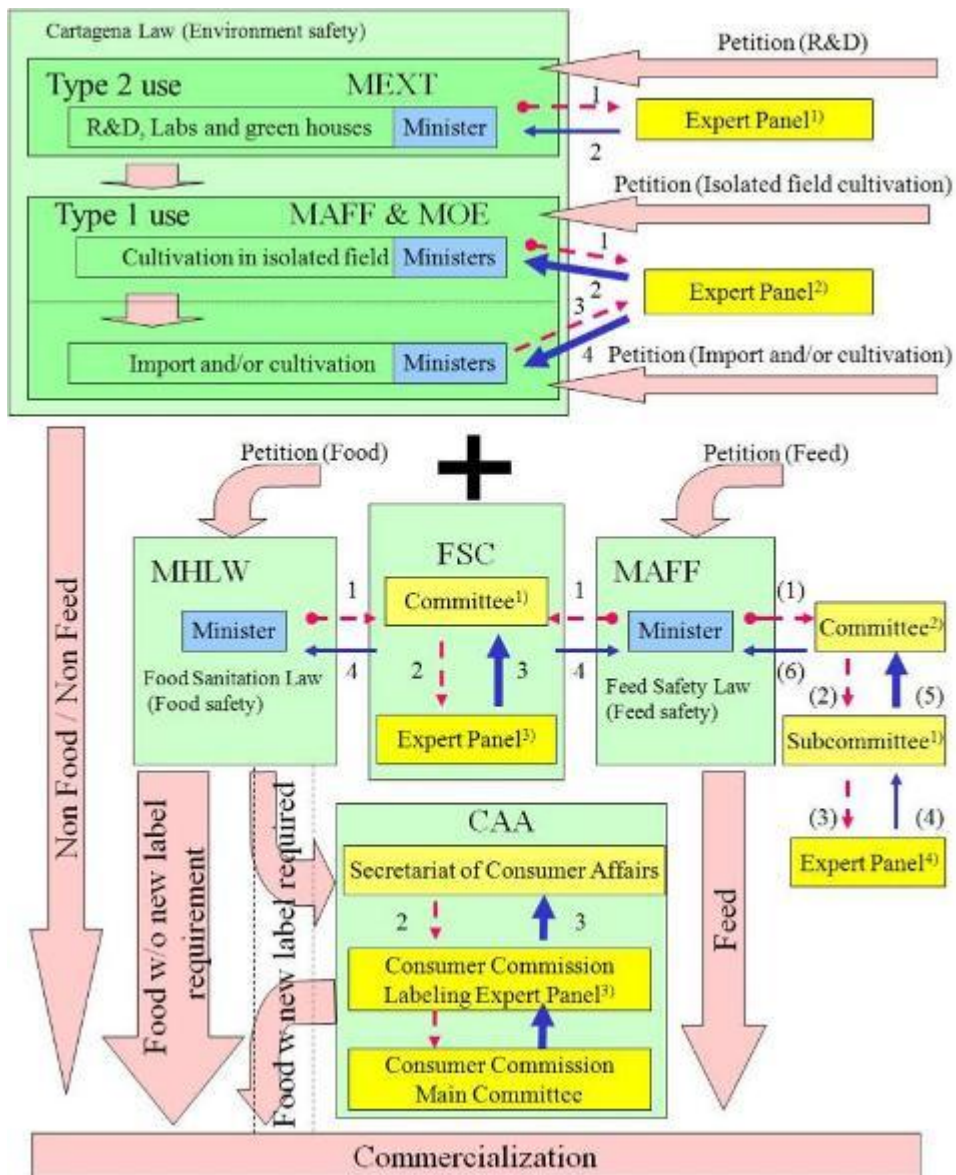 Cartagena Law (Environment safety)
Petition (R&D)
Type 2 use
MEXT
1
R&D, Labs and green houses
Minister
Expert Panel1)
2
Petition (Isolated field cultivation)
Type 1 use
MAFF & MOE
1
Cultivation in isolated field
Ministers
2
Expert Panel2)
3
Import and/or cultivation
Ministers
4
Petition (Import and/or cultivation)
Petition (Food)
Petition (Feed)
MHLW
FSC
MAFF
1
Committee1)
1
(1)
Minister
Minister
Committee2)
4
2
3
4
(6)
Food Sanitation Law
(Food safety)
Feed Safety Law
(Feed safety)
(2)
(5)
Expert Panel3)
Subcommittee1)
(3)
(4)
Expert Panel4)
Non Food / Non Feed
Food w/o new label
requirement
Food w new label required
CAA
Secretariat of Consumer Affairs
2
3
Consumer Commission
Labeling Expert Panel3)
Consumer Commission
Main Committee
Feed
Commercialization